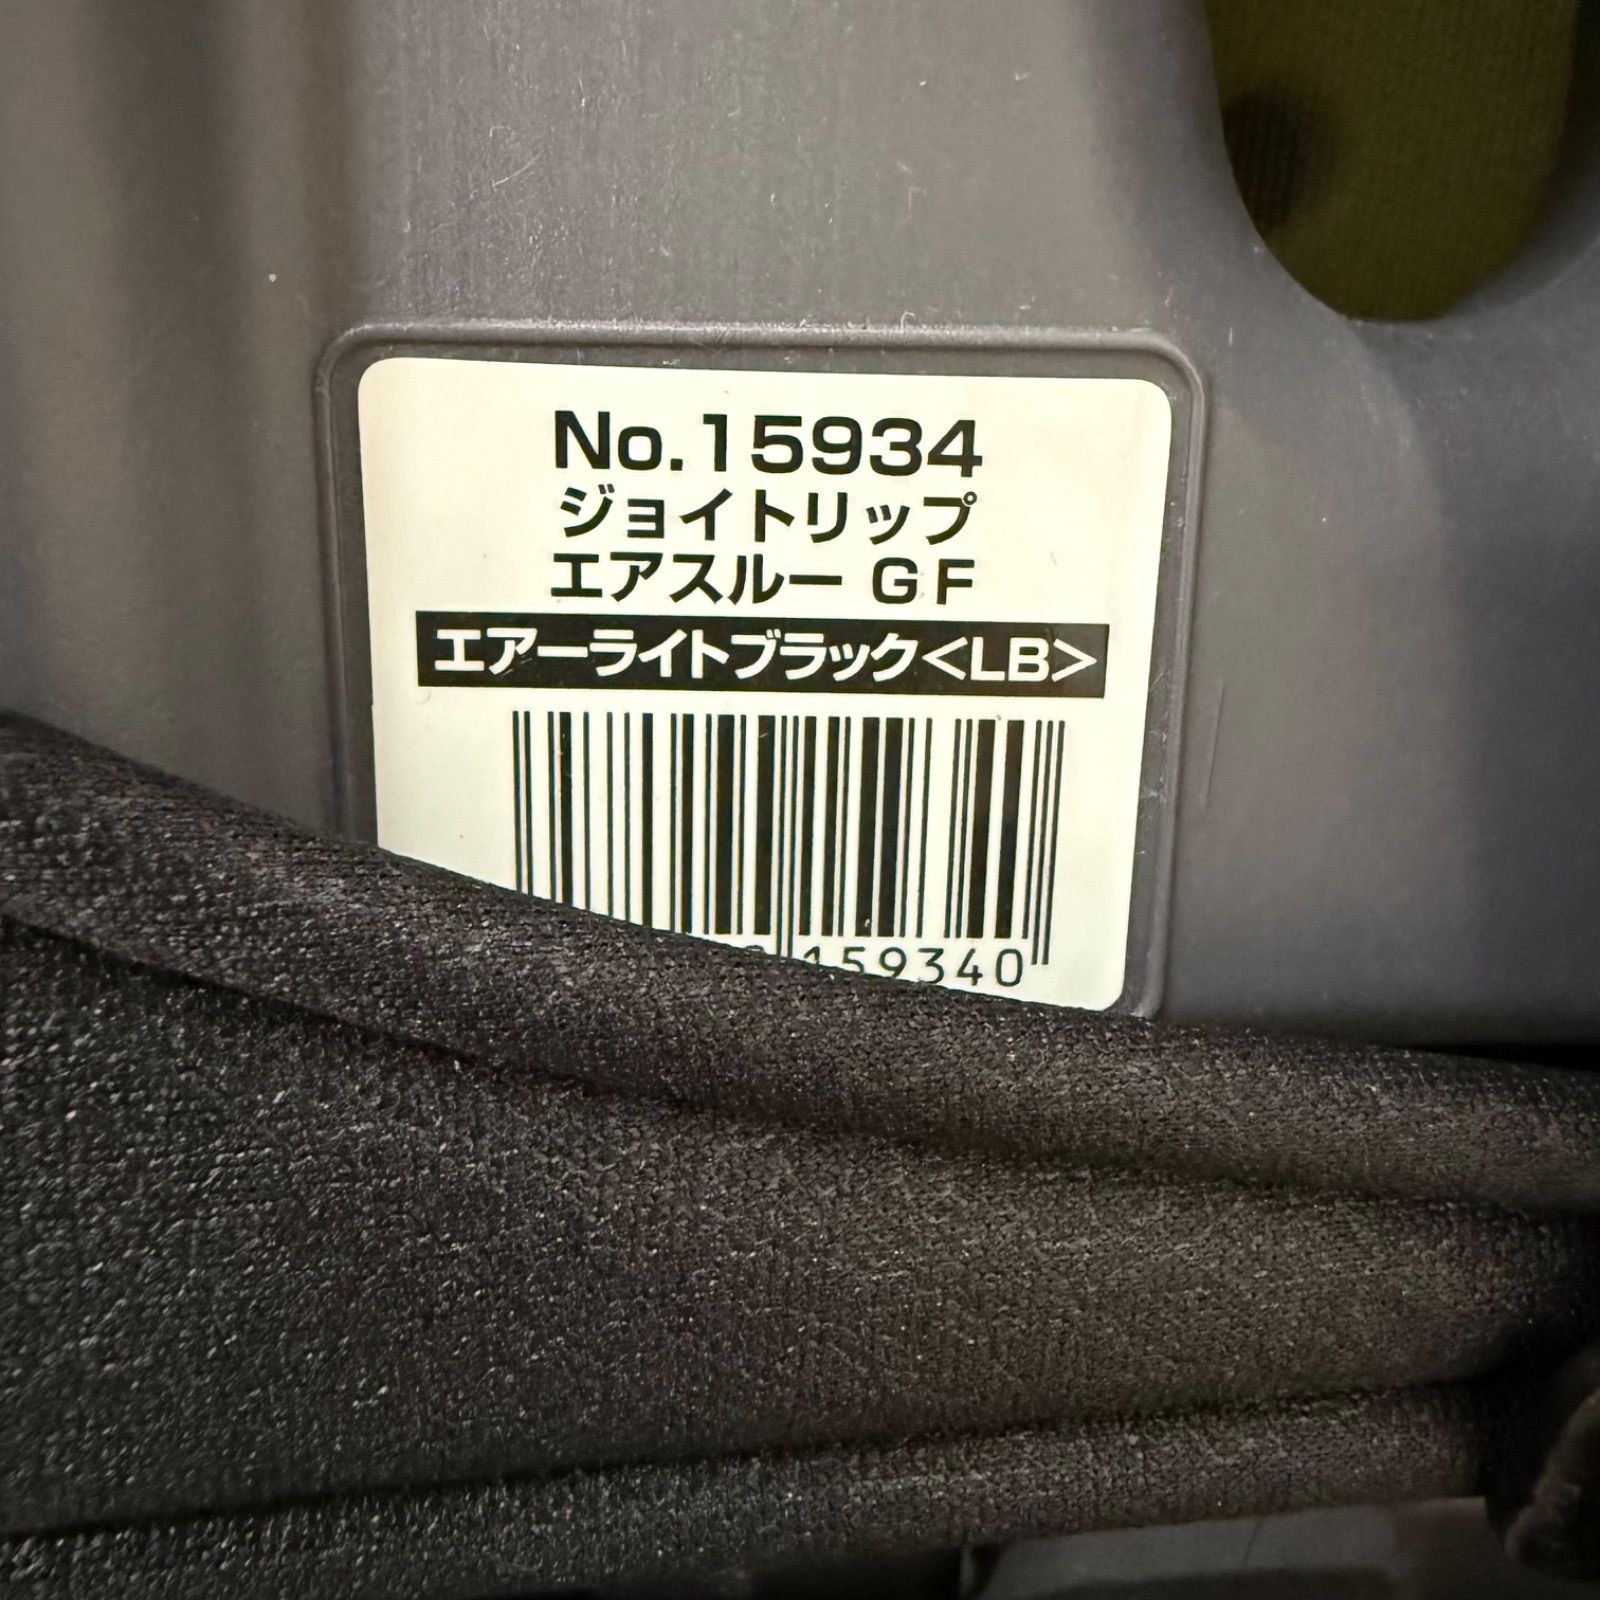 No.15934
ジョイトリップ
エアスルー GF
エアーライトブラック<LB>
159340